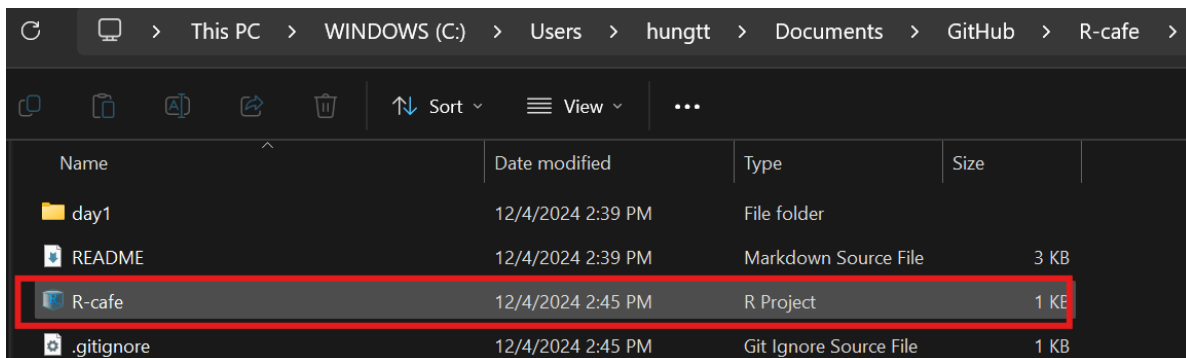 This PC > WINDOWS (C:) > Users > hungtt > Documents > GitHub > R-cafe >
Sort View •••
Name Date modified Type Size
day1 12/4/2024 2:39 PM File folder
README 12/4/2024 2:39 PM Markdown Source File 3 KB
R-cafe 12/4/2024 2:45 PM R Project 1 KB
.gitignore 12/4/2024 2:45 PM Git Ignore Source File 1 KB